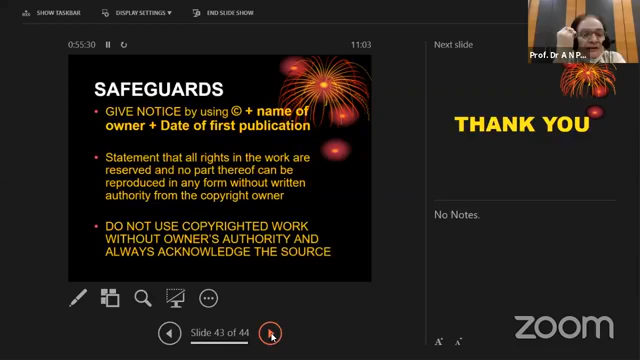 SHOW TASKBAR
DISPLAY SETTINGS ▾
END SLIDE SHOW
0:55:30
11:03
Next slide
Prof. Dr A N P...
SAFEGUARDS
• GIVE NOTICE by using © + name of
owner + Date of first publication
• Statement that all rights in the work are
reserved and no part thereof can be
reproduced in any form without written
authority from the copyright owner
• DO NOT USE COPYRIGHTED WORK
WITHOUT OWNER'S AUTHORITY AND
ALWAYS ACKNOWLEDGE THE SOURCE
THANK YOU
No Notes.
Slide 43 of 44
A A
zoom